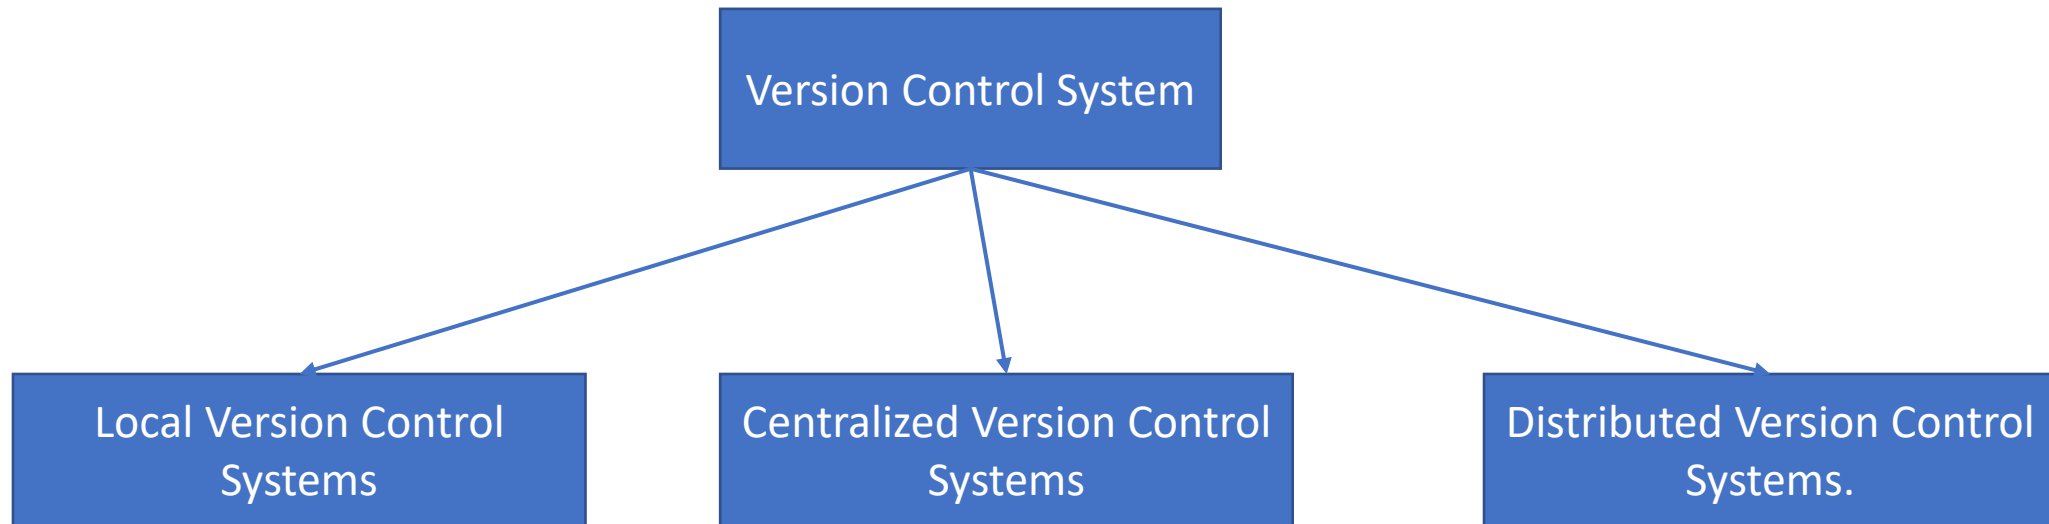 Version Control System
Local Version Control
Systems
Centralized Version Control
Systems
Distributed Version Control
Systems.